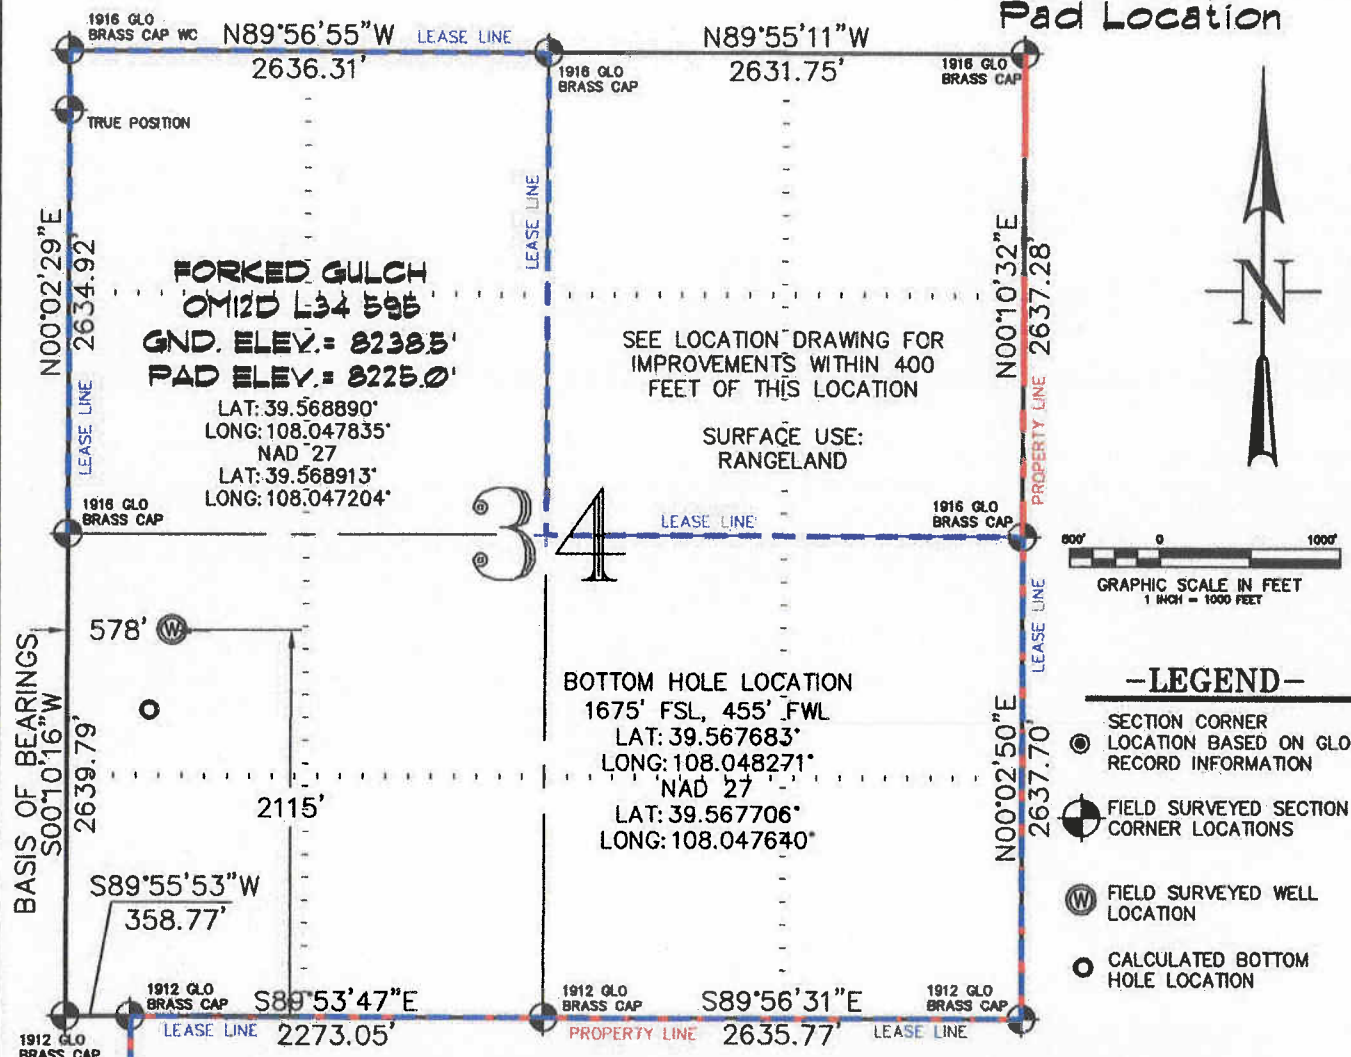 Pad Location
1916 GLO
BRASS CAP WC
N89°56'55"W
LEASE LINE
2636.31'
1916 GLO
BRASS CAP
N89°55'11"W
2631.75'
1916 GLO
BRASS CAP
TRUE POSITION
LEASE LINE
N00°02'29"E
2634.92'
LEASE LINE
FORKED GULCH
OM12D L34 595
GND. ELEV.= 8238.5'
PAD ELEV.= 8225.0'
LAT: 39.568890°
LONG: 108.047835°
NAD 27
LAT: 39.568913°
LONG: 108.047204°
SEE LOCATION DRAWING FOR
IMPROVEMENTS WITHIN 400
FEET OF THIS LOCATION
SURFACE USE:
RANGELAND
N00°10'32"E
2637.28'
PROPERTY LINE
N
1916 GLO
BRASS CAP
34
LEASE LINE
1916 GLO
BRASS CAP
800'
0
1000'
GRAPHIC SCALE IN FEET
1 INCH = 1000 FEET
578'
W
LEASE LINE
BASIS OF BEARINGS
S00°10'16"W
2639.79'
BOTTOM HOLE LOCATION
1675' FSL, 455' FWL
LAT: 39.567683°
LONG: 108.048271°
NAD 27
LAT: 39.567706°
LONG: 108.047640°
2115'
N00°02'50"E
2637.70'
S89°55'53"W
358.77'
-LEGEND-
SECTION CORNER
LOCATION BASED ON GLO
RECORD INFORMATION
FIELD SURVEYED SECTION
CORNER LOCATIONS
W
FIELD SURVEYED WELL
LOCATION
CALCULATED BOTTOM
HOLE LOCATION
1912 GLO
BRASS CAP
1912 GLO
BRASS CAP
S89°53'47"E
LEASE LINE
2273.05'
1912 GLO
BRASS CAP
PROPERTY LINE
S89°56'31"E
2635.77'
1912 GLO
BRASS CAP
LEASE LINE